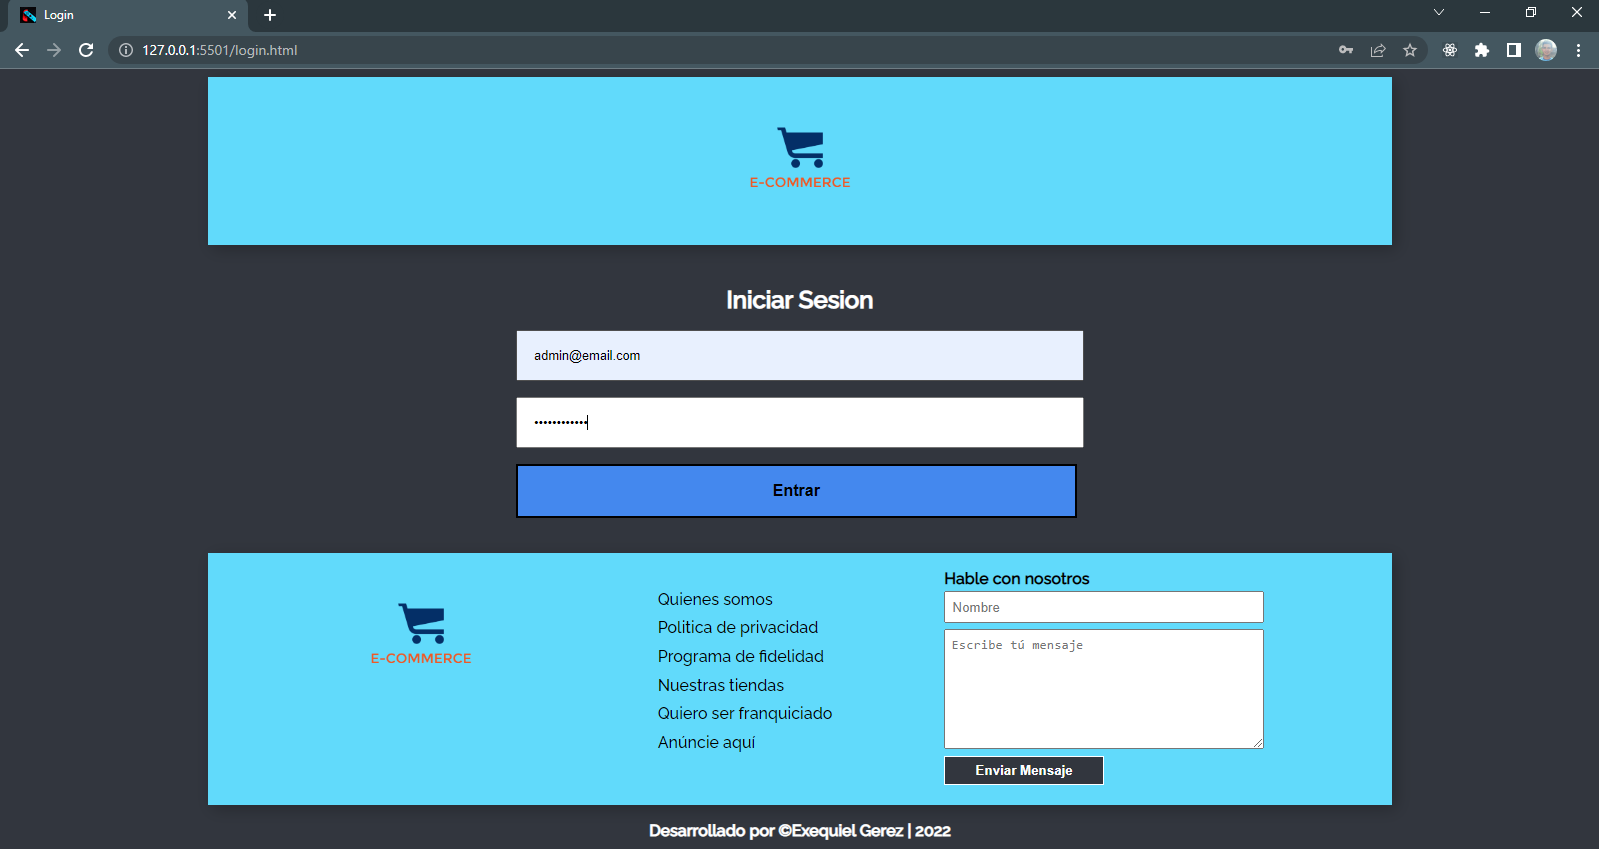 Login
127.0.0.1:5501/login.html
E-COMMERCE
Iniciar Sesion
admin@email.com
••••••••••••
Entrar
E-COMMERCE
Quienes somos
Politica de privacidad
Programa de fidelidad
Nuestras tiendas
Quiero ser franquiciado
Anúncie aquí
Hable con nosotros
Nombre
Escribe tú mensaje
Enviar Mensaje
Desarrollado por ©Exequiel Gerez | 2022